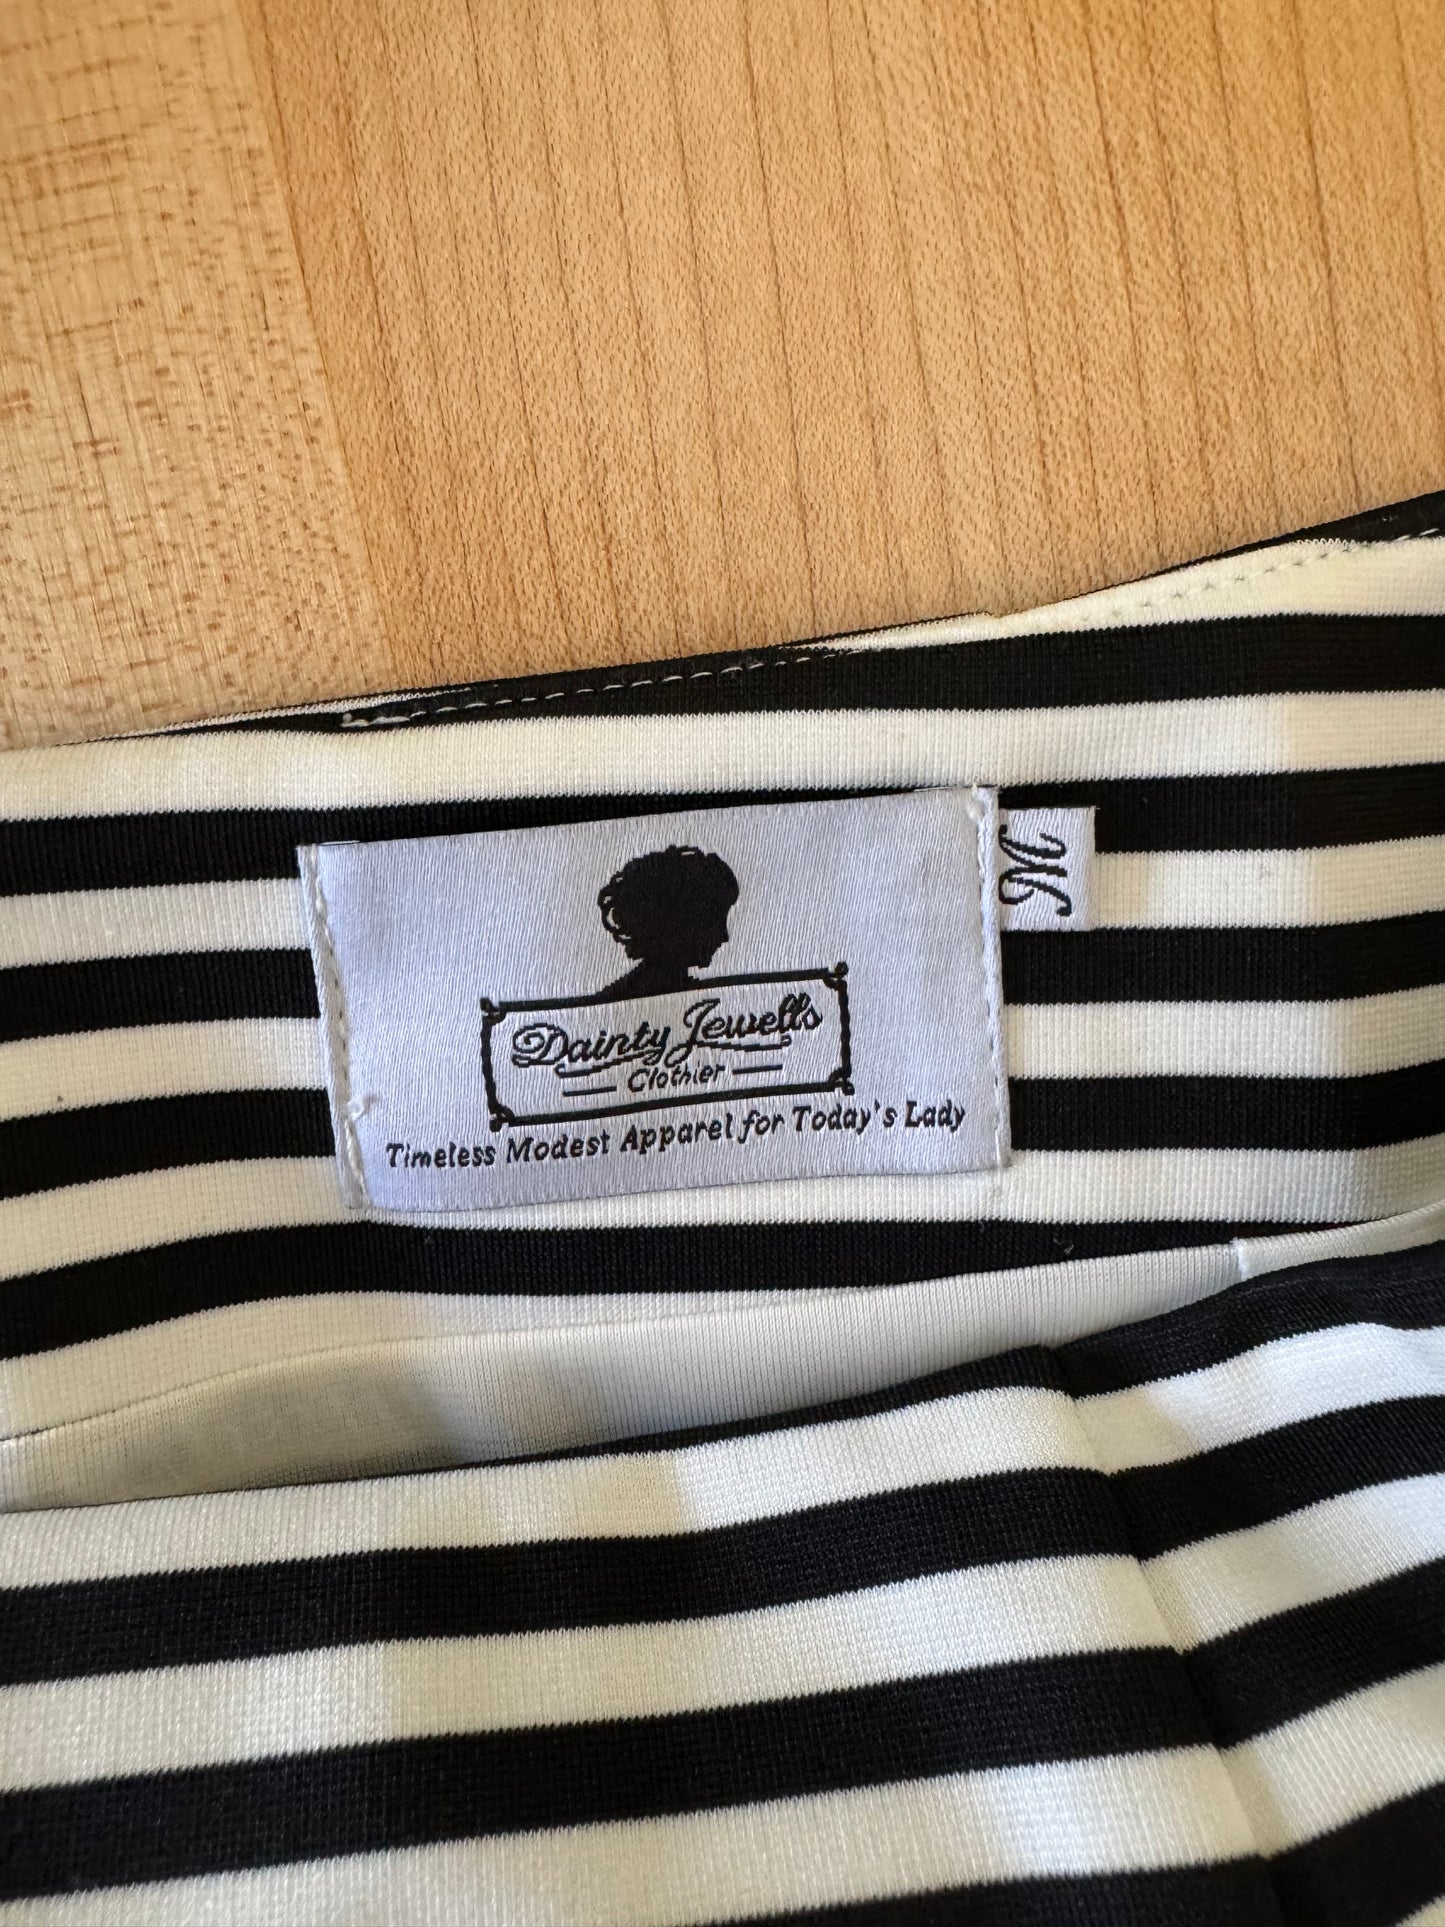 Dainty Jewell's
Clothier
Timeless Modest Apparel for Today's Lady
M